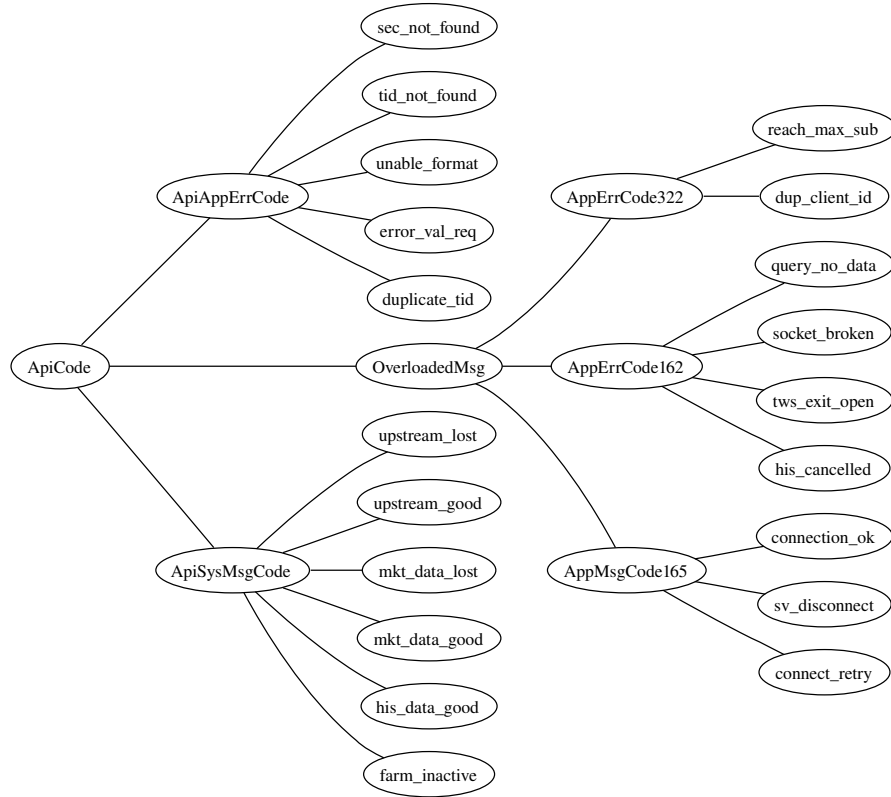 sec_not_found
tid_not_found
reach_max_sub
unable_format
ApiAppErrCode
AppErrCode322
dup_client_id
error_val_req
query_no_data
duplicate_tid
socket_broken
ApiCode
OverloadedMsg
AppErrCode162
tws_exit_open
upstream_lost
his_cancelled
upstream_good
connection_ok
ApiSysMsgCode
mkt_data_lost
AppMsgCode165
sv_disconnect
mkt_data_good
connect_retry
his_data_good
farm_inactive